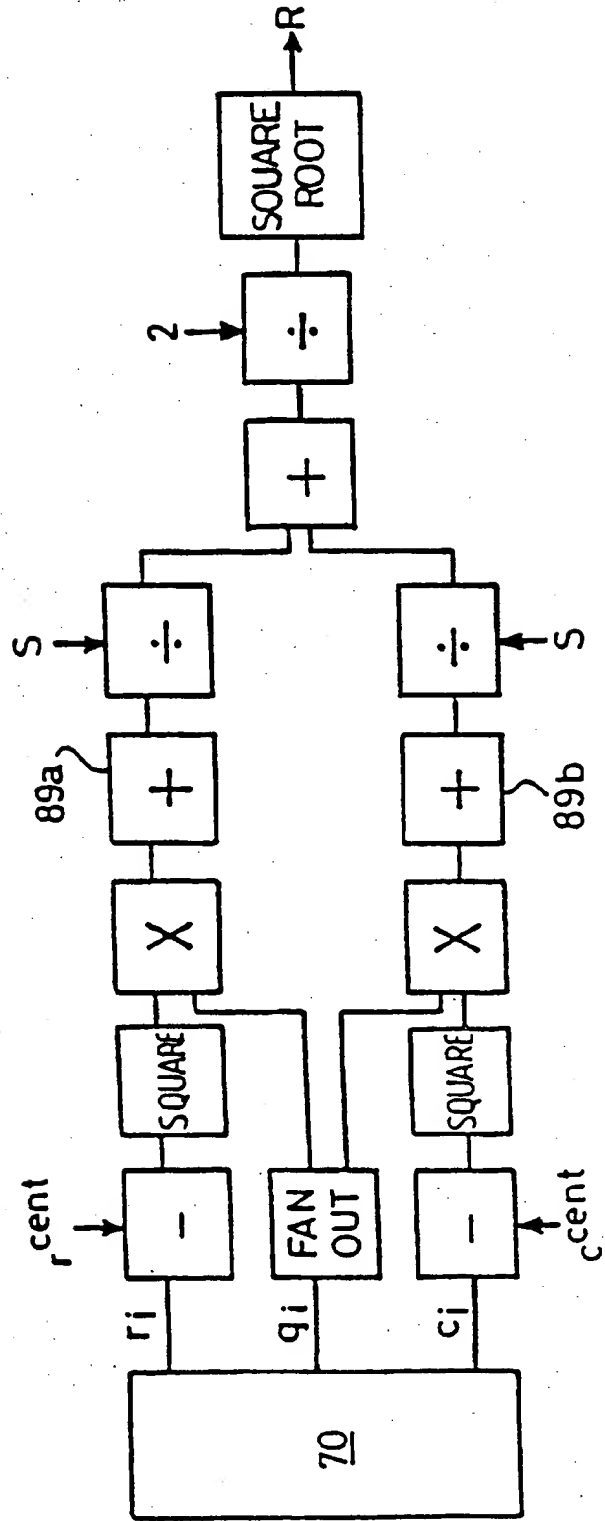 70
ri
qi
ci
r cent
−
FAN
OUT
−
c cent
SQUARE
SQUARE
X
X
89a
+
+
89b
S
÷
÷
S
+
2
÷
SQUARE
ROOT
R